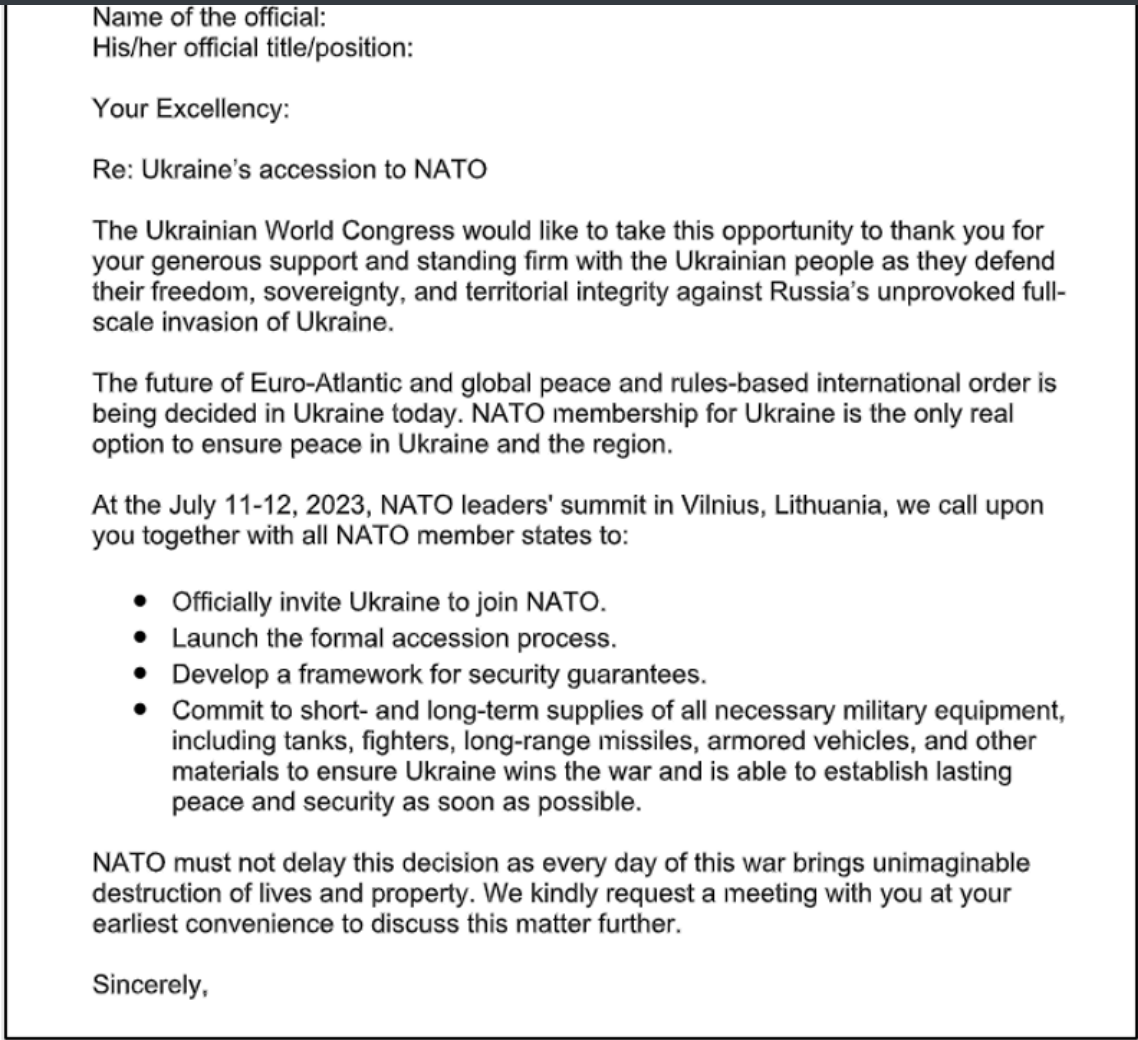 Name of the official:
His/her official title/position:
Your Excellency:
Re: Ukraine’s accession to NATO
The Ukrainian World Congress would like to take this opportunity to thank you for
your generous support and standing firm with the Ukrainian people as they defend
their freedom, sovereignty, and territorial integrity against Russia’s unprovoked full-
scale invasion of Ukraine.
The future of Euro-Atlantic and global peace and rules-based international order is
being decided in Ukraine today. NATO membership for Ukraine is the only real
option to ensure peace in Ukraine and the region.
At the July 11-12, 2023, NATO leaders' summit in Vilnius, Lithuania, we call upon
you together with all NATO member states to:
• Officially invite Ukraine to join NATO.
• Launch the formal accession process.
• Develop a framework for security guarantees.
• Commit to short- and long-term supplies of all necessary military equipment,
including tanks, fighters, long-range missiles, armored vehicles, and other
materials to ensure Ukraine wins the war and is able to establish lasting
peace and security as soon as possible.
NATO must not delay this decision as every day of this war brings unimaginable
destruction of lives and property. We kindly request a meeting with you at your
earliest convenience to discuss this matter further.
Sincerely,